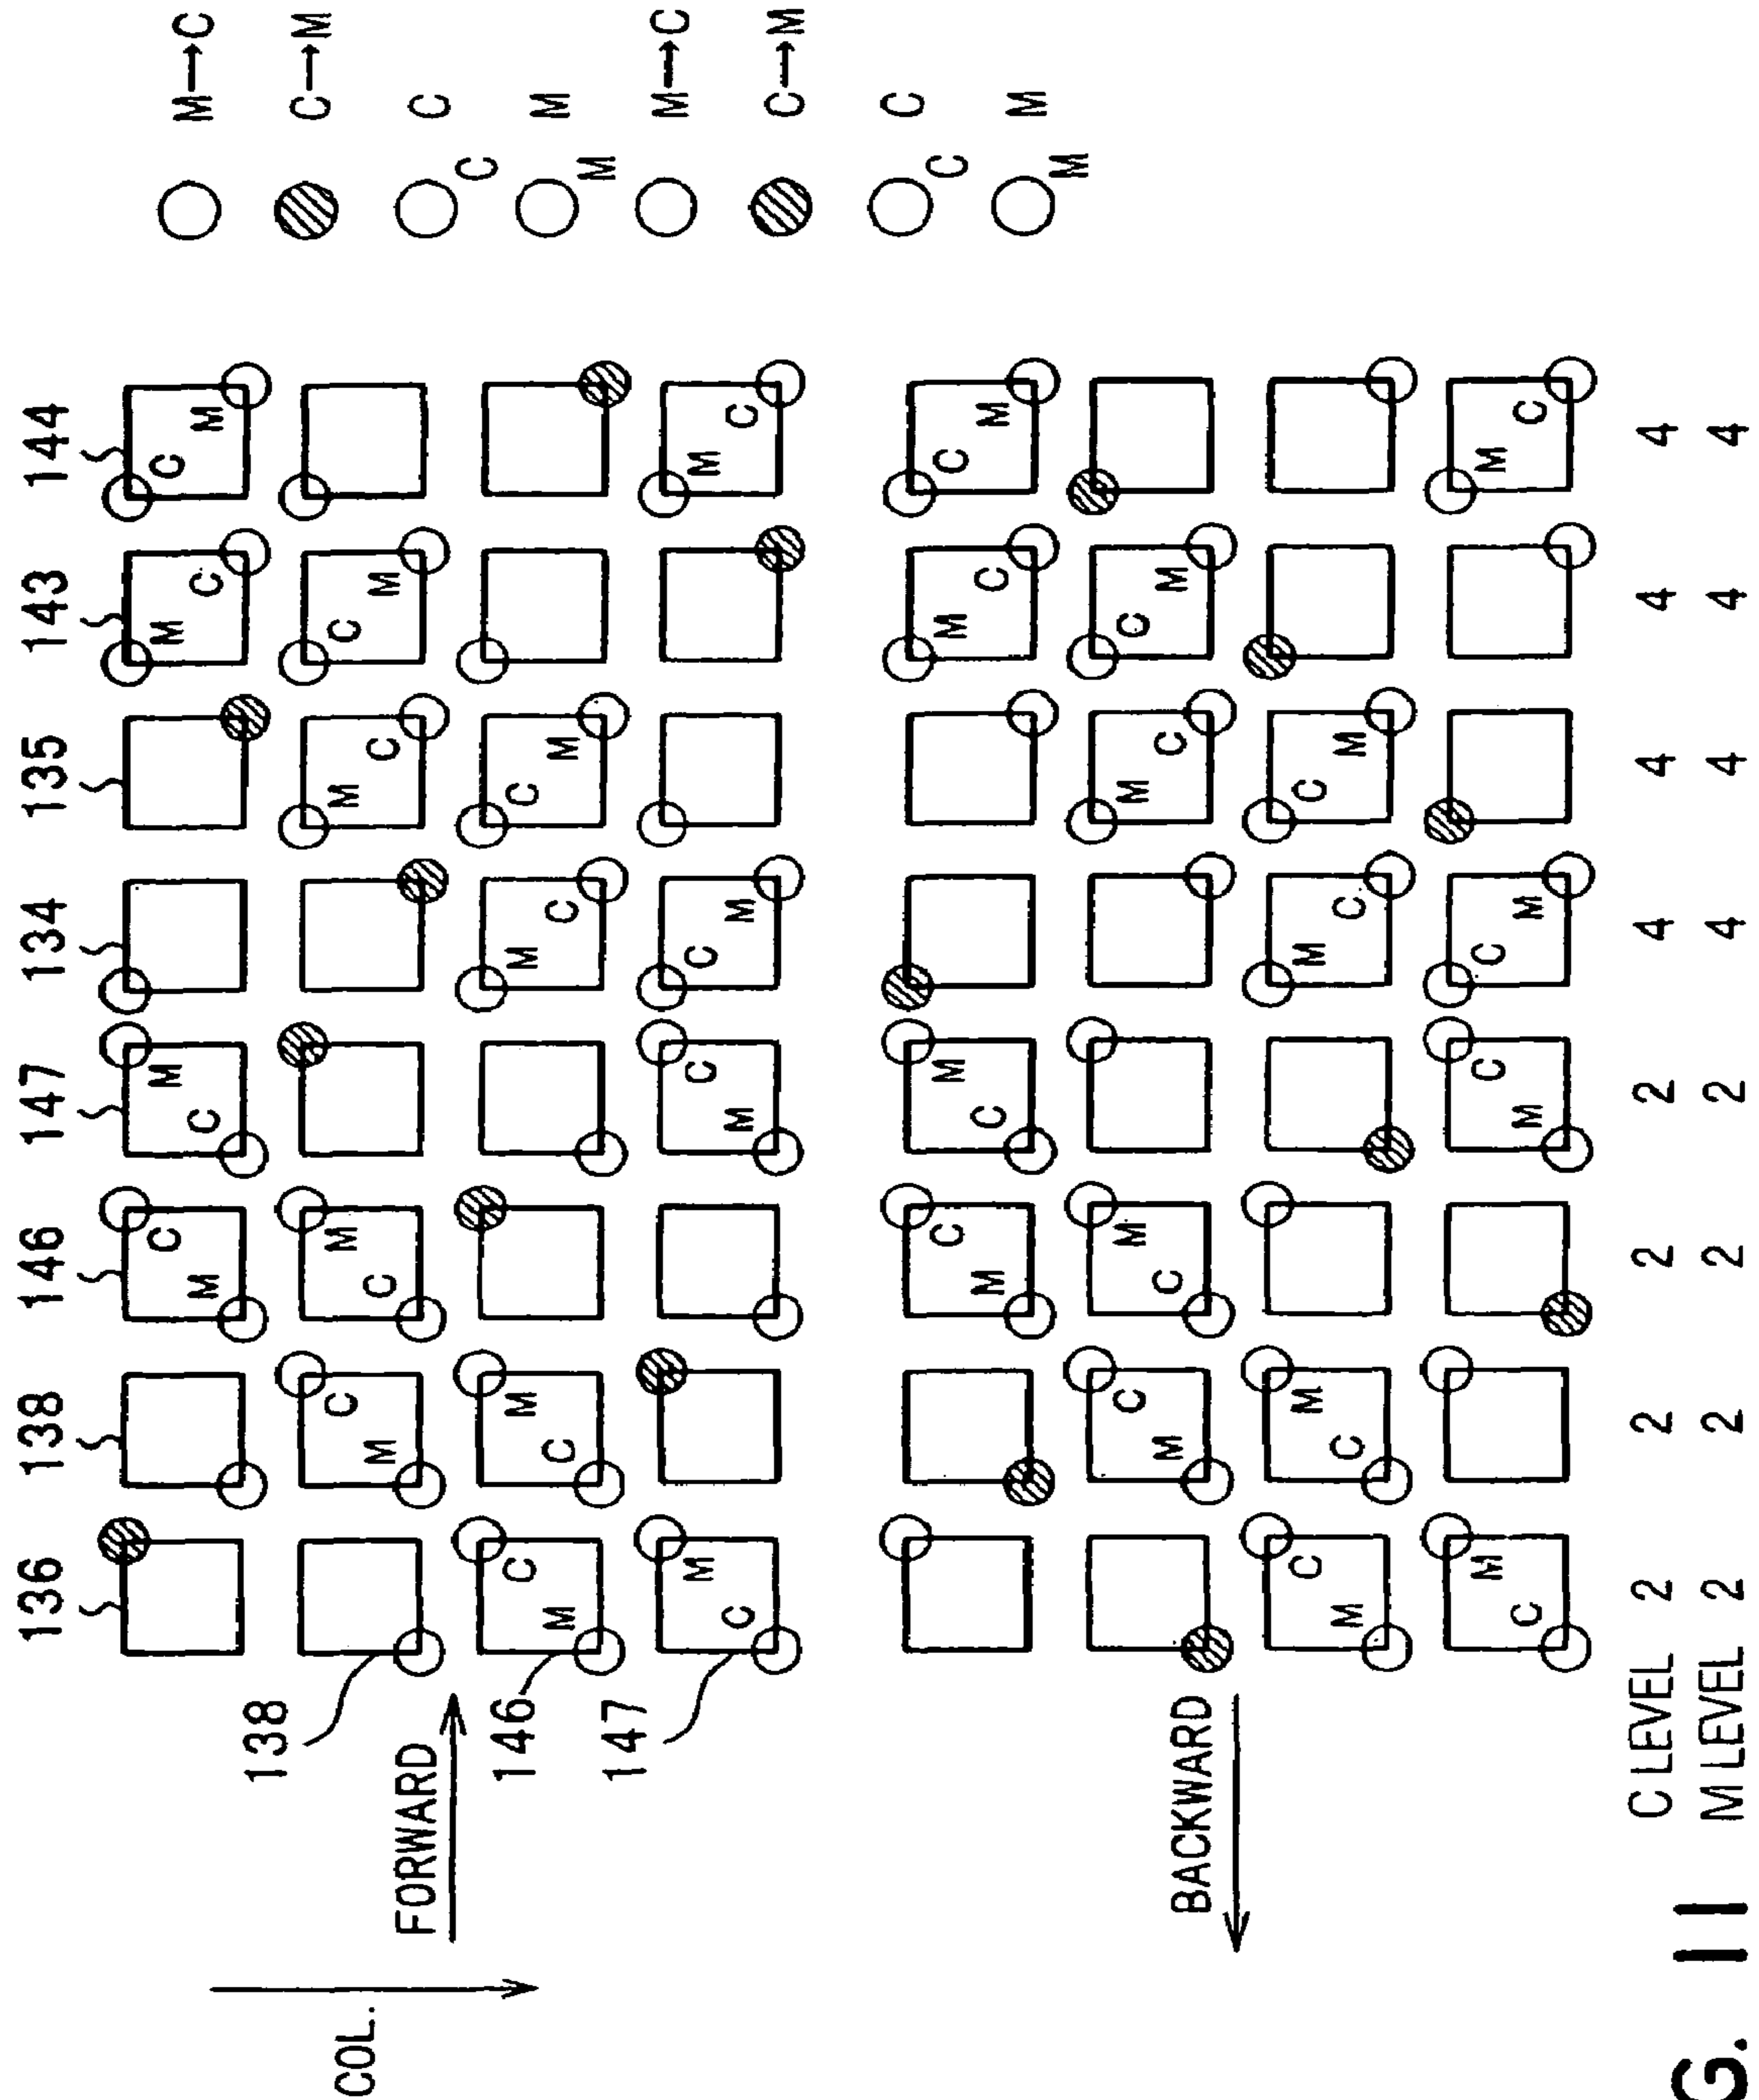 136 138 146 147 134 135 143 144
C M M C M→C
M C C M
138
C→M
C M M C
COL.
M C C M
FORWARD
C
C
146 C M M C
M
M C C M
M
147
M→C
M C C M
C M M C
C→M
C
C M M C C
M C C M
M
M
C M M C
M C C M
BACKWARD
C M M C
M C C M
M C C M
C M M C
C LEVEL 2 2 2 2 4 4 4 4
M LEVEL 2 2 2 2 4 4 4 4
G. 11